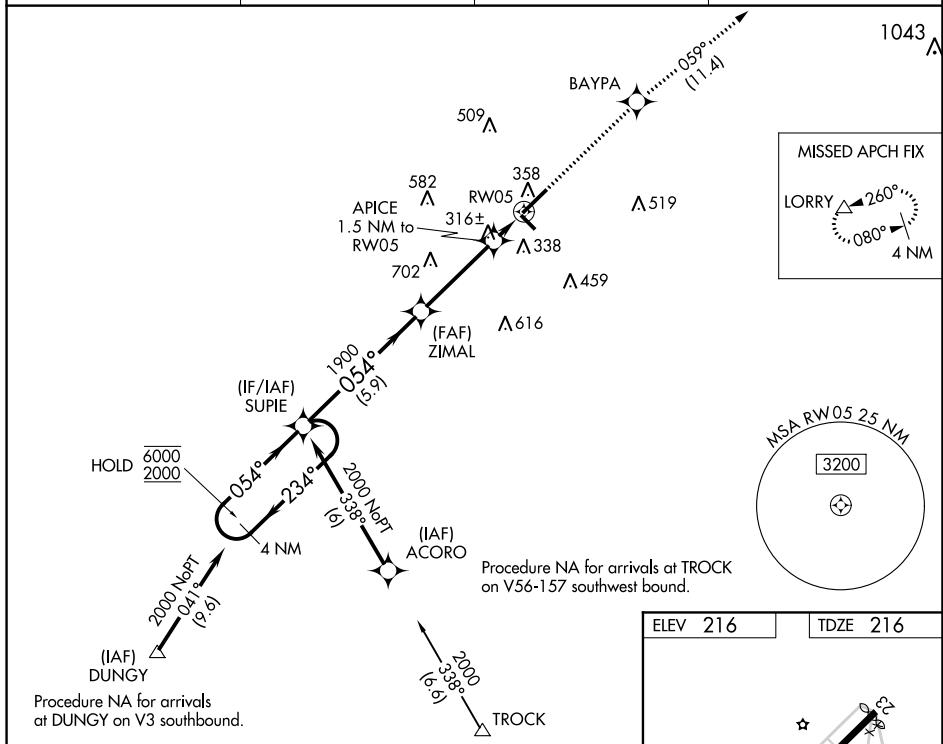 1043
059°
(11.4)
BAYPA
509
MISSED APCH FIX
LORRY
260°
080°
4 NM
582
358
RW05
519
APICE
1.5 NM to
RW05
316±
338
702
459
616
(FAF)
ZIMAL
1900
054°
(5.9)
(IF/IAF)
SUPIE
MSA RW05 25 NM
3200
HOLD
6000
2000
054°
234°
4 NM
2000 NoPT
338°
(6)
(IAF)
ACORO
Procedure NA for arrivals at TROCK
on V56-157 southwest bound.
2000 NoPT
041°
(9.6)
(IAF)
DUNGY
Procedure NA for arrivals
at DUNGY on V3 southbound.
2000
338°
(6.6)
TROCK
ELEV 216
TDZE 216
23